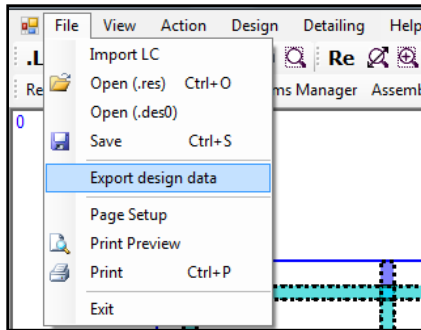 File View Action Design Detailing Help
Import LC
.L Re
Open (.res) Ctrl+O
Re ms Manager Assemb
Open (.des0)
0
Save Ctrl+S
Export design data
Page Setup
Print Preview
Print Ctrl+P
Exit